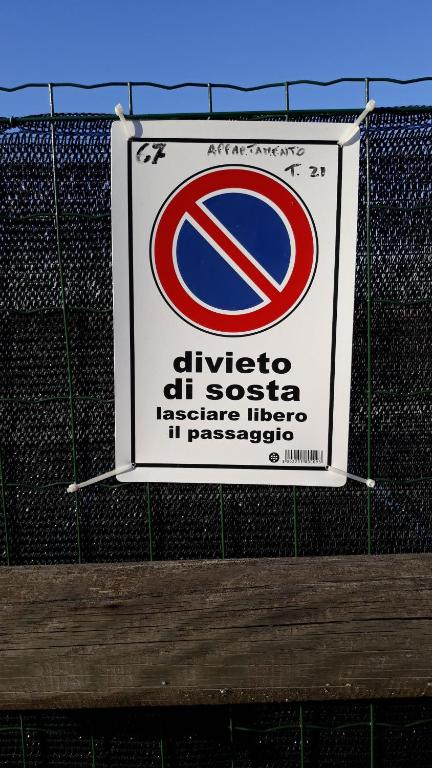 67 APPARTAMENTO
T. 21
divieto
di sosta
lasciare libero
il passaggio